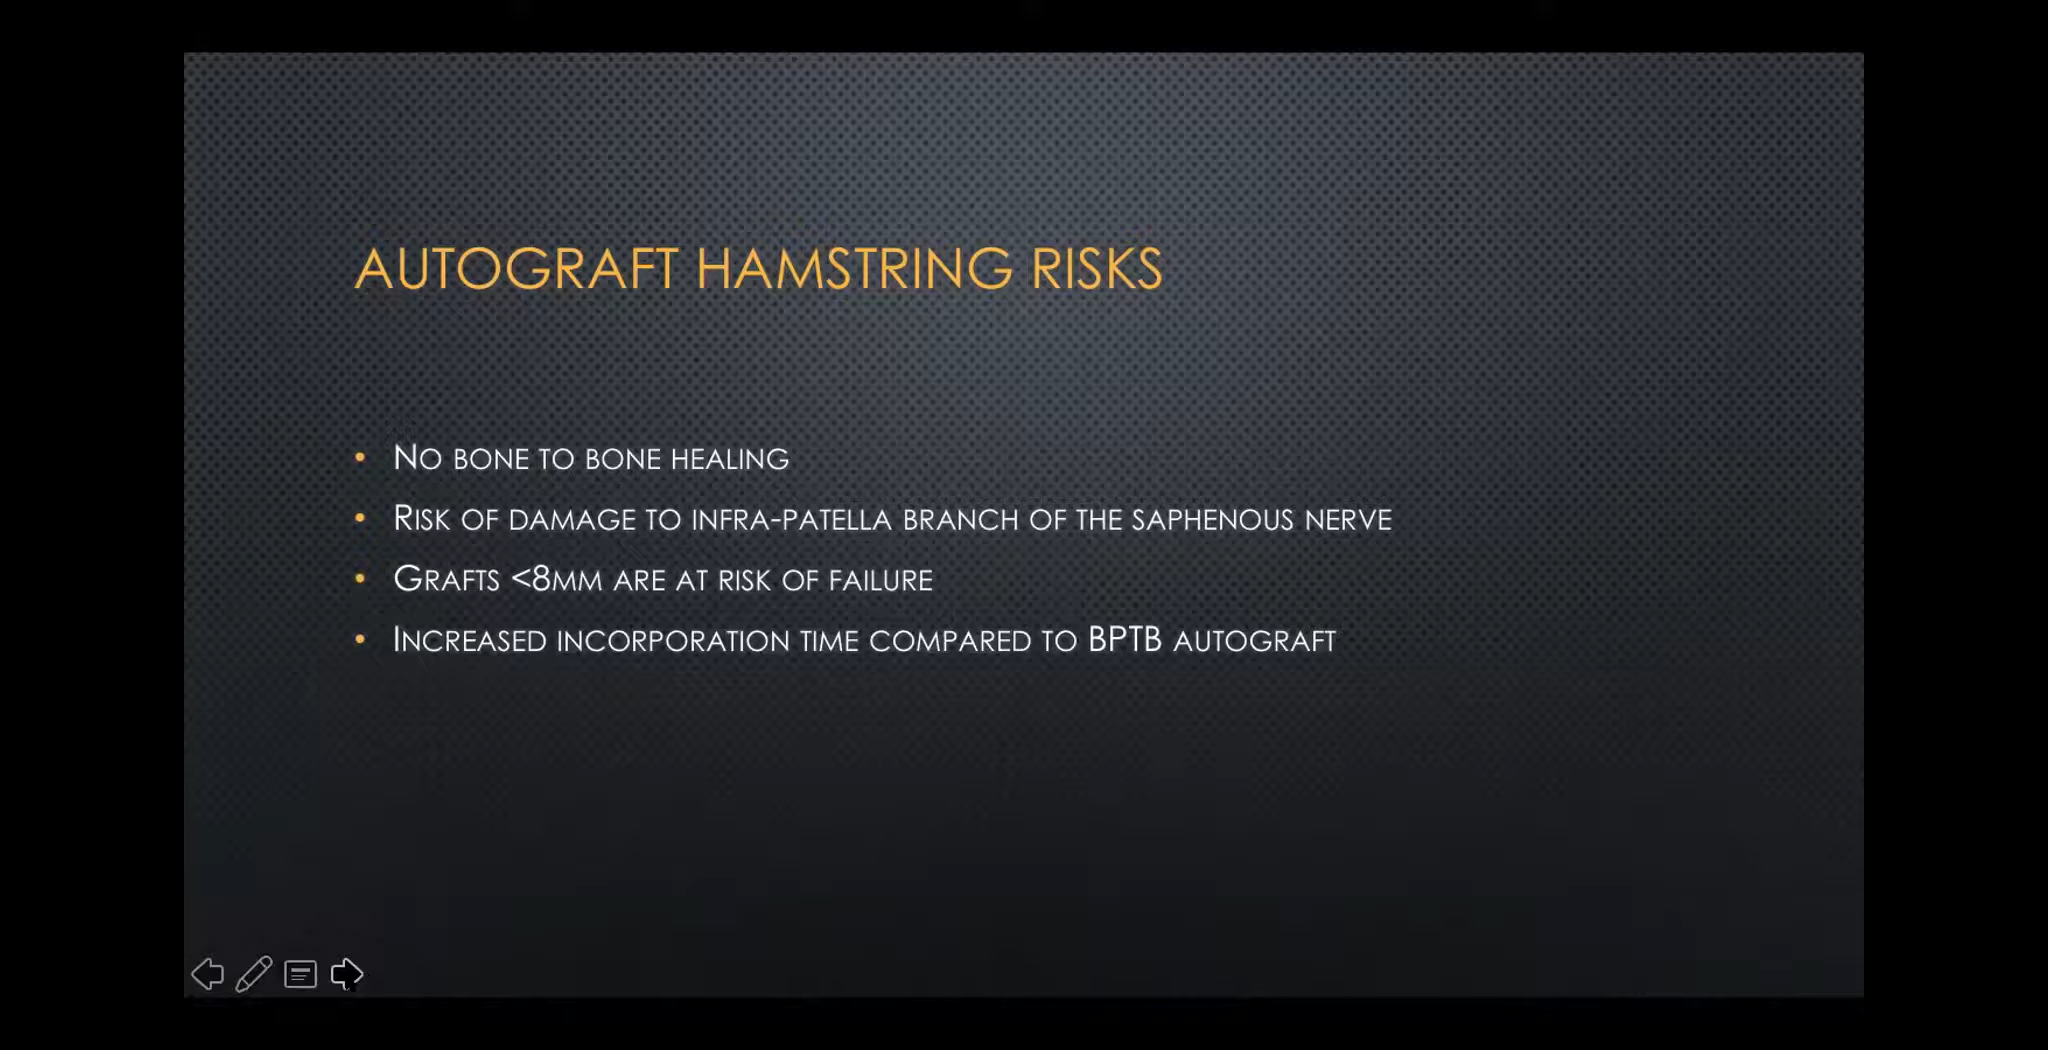 AUTOGRAFT HAMSTRING RISKS
• No bone to bone healing
• Risk of damage to infra-patella branch of the saphenous nerve
• Grafts <8mm are at risk of failure
• Increased incorporation time compared to BPTB autograft